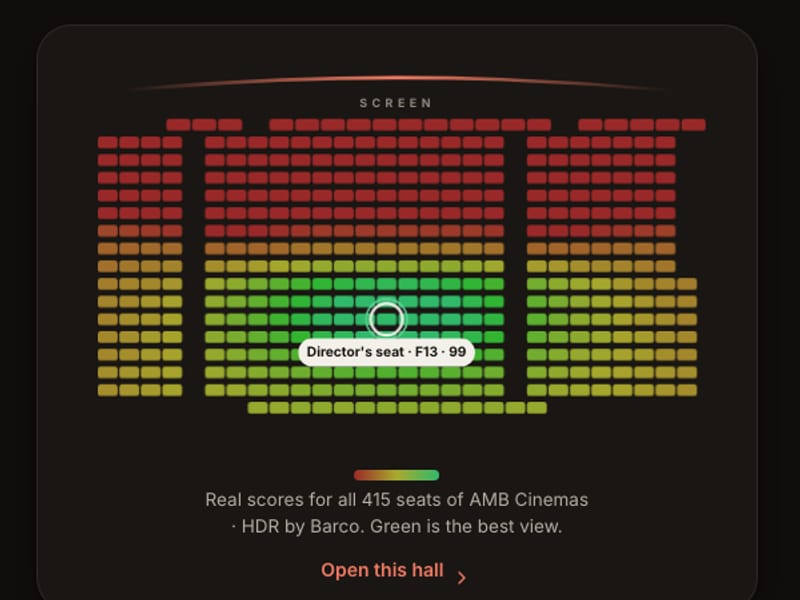 SCREEN
Director's seat · F13 · 99
Real scores for all 415 seats of AMB Cinemas
· HDR by Barco. Green is the best view.
Open this hall